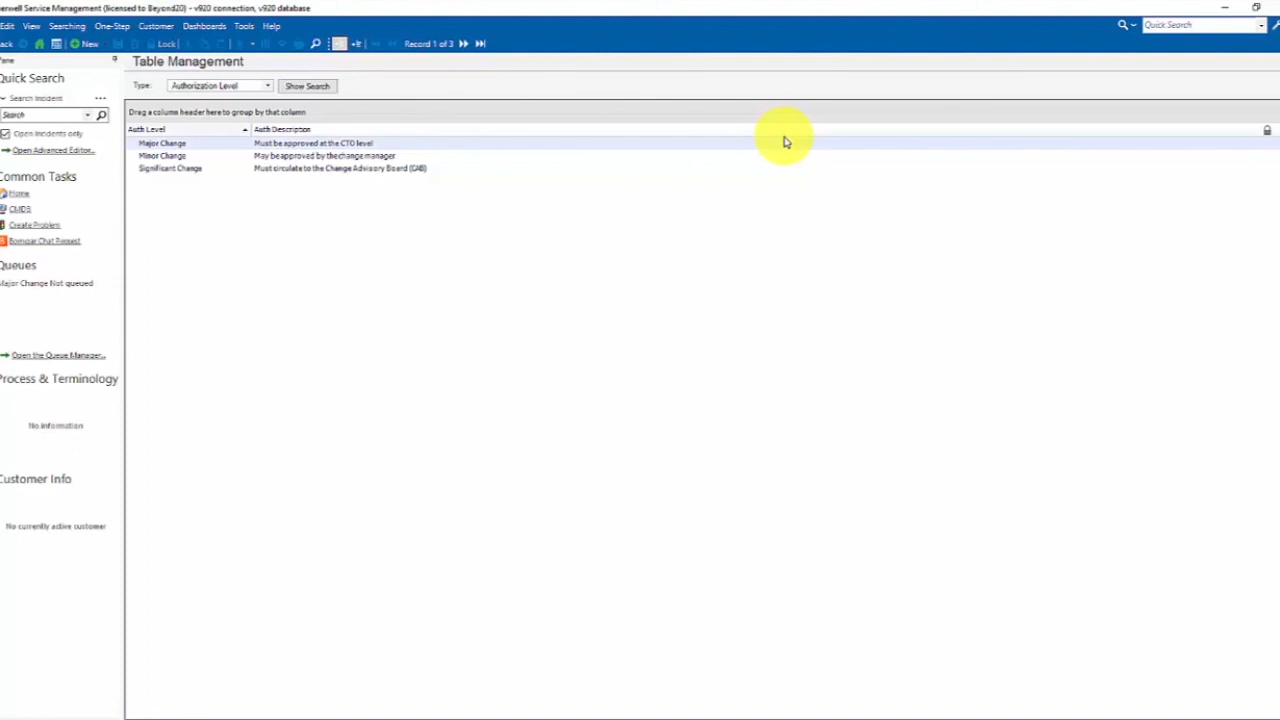 erwell Service Management (licensed to Beyond20) - v920 connection, v920 database
Edit View Searching One-Step Customer Dashboards Tools Help
Quick Search
ack New Lock Record 1 of 3
Pane
Table Management
Quick Search
Type: Authorization Level Show Search
Search Incident ...
Search
Drag a column header here to group by that column
Open Incidents only
Auth Level Auth Description
Major Change Must be approved at the CTO level
Open Advanced Editor...
Minor Change May be approved by the change manager
Significant Change Must circulate to the Change Advisory Board (CAB)
Common Tasks
Home
CMDB
Create Problem
Bomgar Chat Request
Queues
Major Change Not queued
Open the Queue Manager...
Process & Terminology
No information
Customer Info
No currently active customer